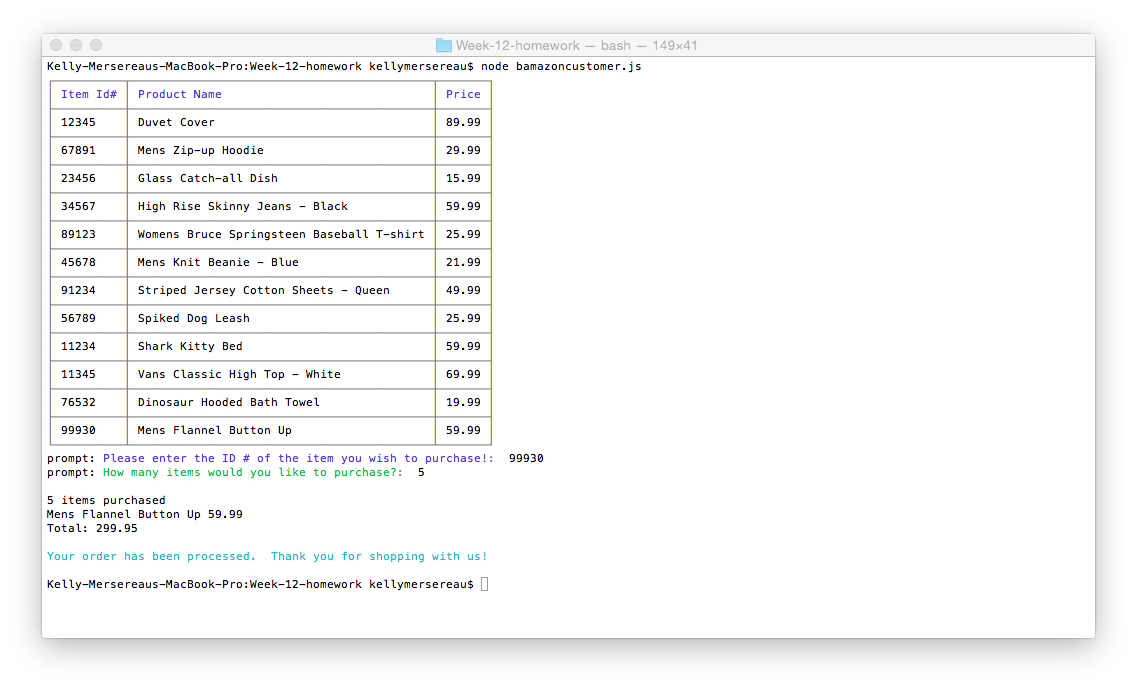 Week-12-homework — bash — 149×41
Kelly-Mersereaus-MacBook-Pro:Week-12-homework kellymersereau$ node bamazoncustomer.js
Item Id# Product Name Price
12345 Duvet Cover 89.99
67891 Mens Zip-up Hoodie 29.99
23456 Glass Catch-all Dish 15.99
34567 High Rise Skinny Jeans - Black 59.99
89123 Womens Bruce Springsteen Baseball T-shirt 25.99
45678 Mens Knit Beanie - Blue 21.99
91234 Striped Jersey Cotton Sheets - Queen 49.99
56789 Spiked Dog Leash 25.99
11234 Shark Kitty Bed 59.99
11345 Vans Classic High Top - White 69.99
76532 Dinosaur Hooded Bath Towel 19.99
99930 Mens Flannel Button Up 59.99
prompt: Please enter the ID # of the item you wish to purchase!:  99930
prompt: How many items would you like to purchase?:  5
5 items purchased
Mens Flannel Button Up 59.99
Total: 299.95
Your order has been processed.  Thank you for shopping with us!
Kelly-Mersereaus-MacBook-Pro:Week-12-homework kellymersereau$